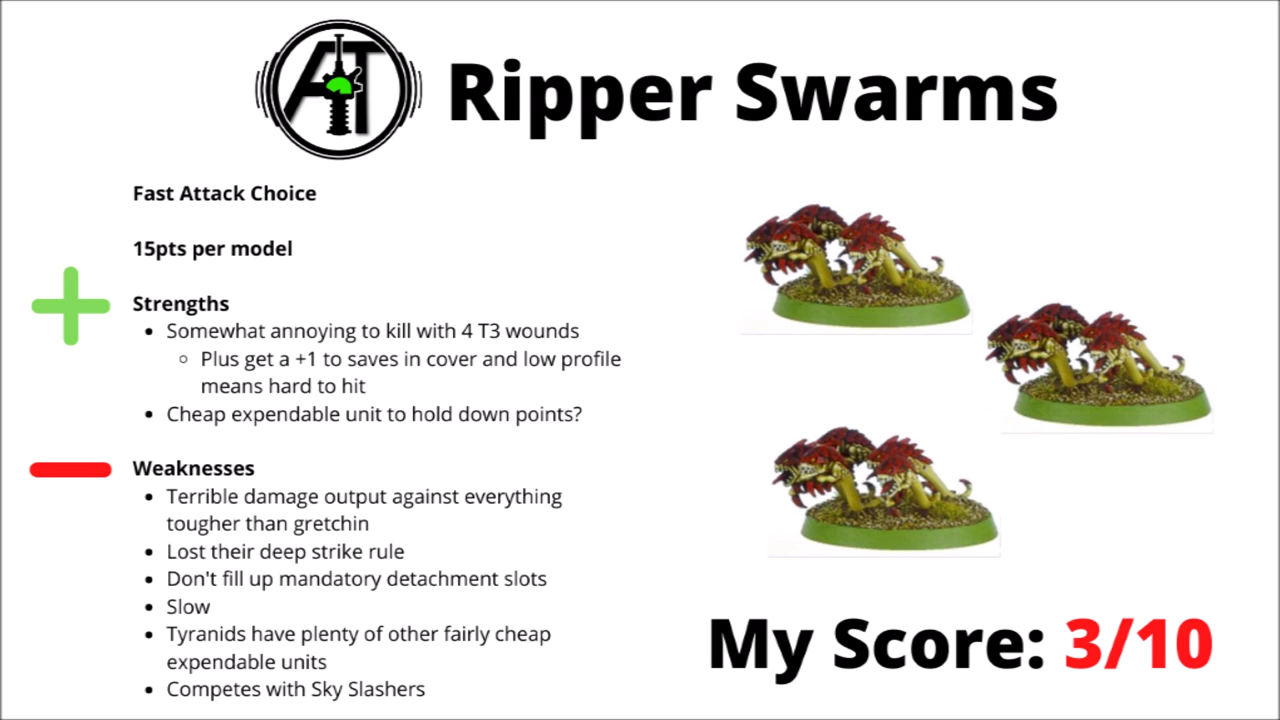 AT
Ripper Swarms
Fast Attack Choice
15pts per model
Strengths
• Somewhat annoying to kill with 4 T3 wounds
○ Plus get a +1 to saves in cover and low profile
means hard to hit
• Cheap expendable unit to hold down points?
Weaknesses
• Terrible damage output against everything
tougher than gretchin
• Lost their deep strike rule
• Don't fill up mandatory detachment slots
• Slow
• Tyranids have plenty of other fairly cheap
expendable units
• Competes with Sky Slashers
My Score: 3/10